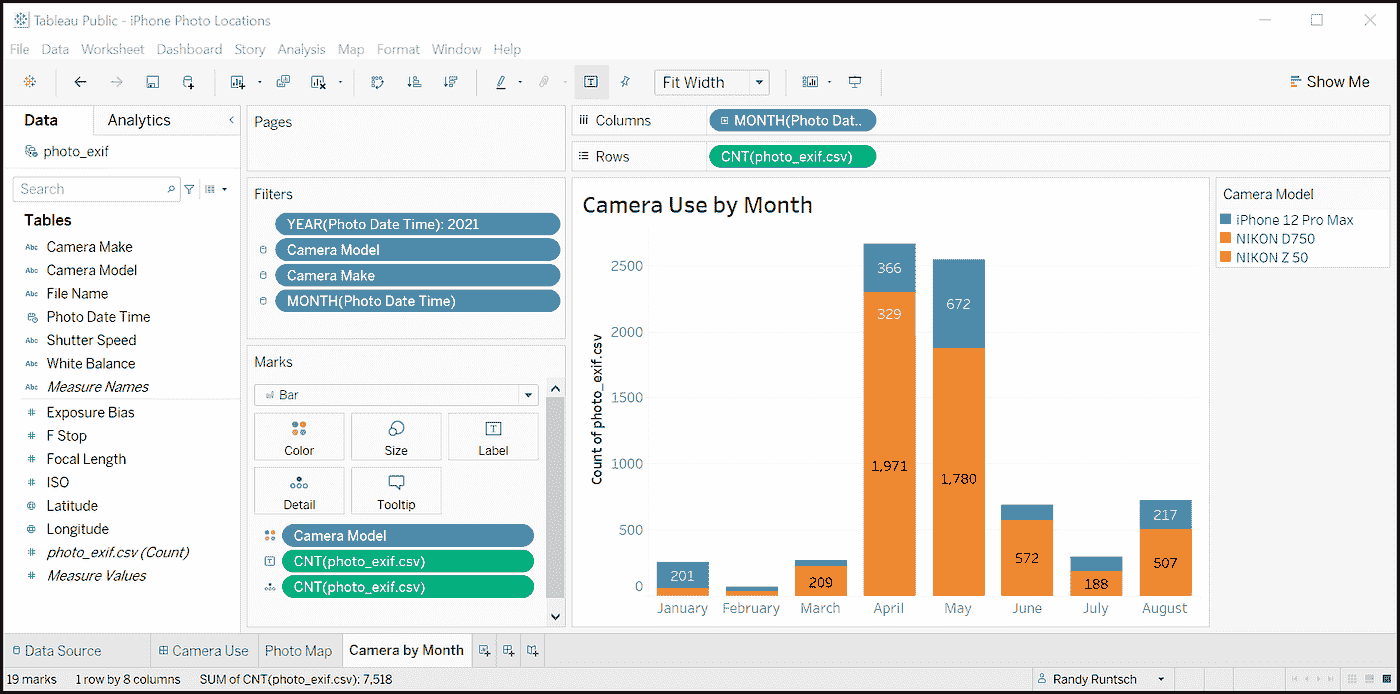 Tableau Public - iPhone Photo Locations
File Data Worksheet Dashboard Story Analysis Map Format Window Help
Fit Width
Show Me
Data
Analytics
photo_exif
Search
Tables
Abc Camera Make
Abc Camera Model
Abc File Name
Photo Date Time
Abc Shutter Speed
Abc White Balance
Abc Measure Names
# Exposure Bias
# F Stop
# Focal Length
# ISO
Latitude
Longitude
# photo_exif.csv (Count)
# Measure Values
Pages
Filters
YEAR(Photo Date Time): 2021
Camera Model
Camera Make
MONTH(Photo Date Time)
Marks
Bar
Color
Size
Label
Detail
Tooltip
Camera Model
CNT(photo_exif.csv)
CNT(photo_exif.csv)
Columns
MONTH(Photo Dat..
Rows
CNT(photo_exif.csv)
Camera Use by Month
Count of photo_exif.csv
2500
2000
1500
1000
500
0
201
209
366
329
1,971
672
1,780
572
188
217
507
January
February
March
April
May
June
July
August
Camera Model
iPhone 12 Pro Max
NIKON D750
NIKON Z 50
Data Source
Camera Use
Photo Map
Camera by Month
19 marks
1 row by 8 columns
SUM of CNT(photo_exif.csv): 7,518
Randy Runtsch